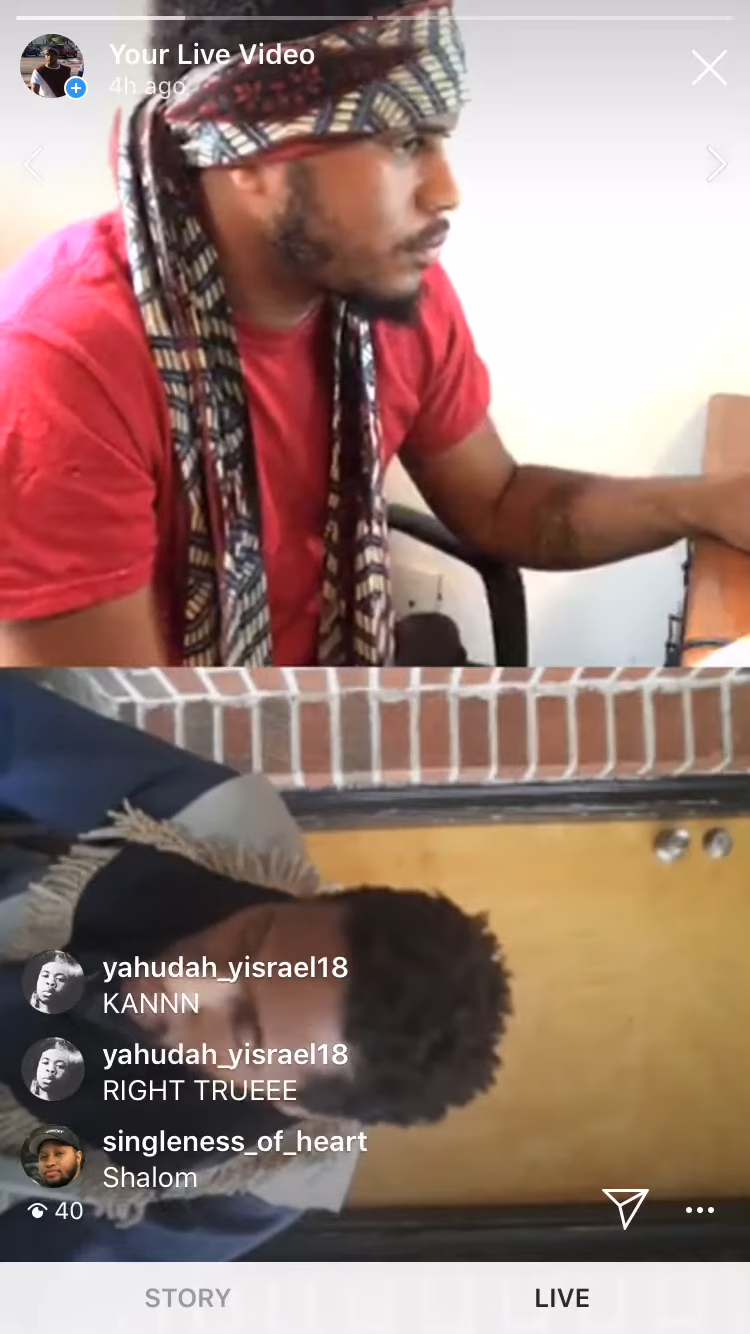 Your Live Video
4h ago
yahudah_yisrael18
KANNN
yahudah_yisrael18
RIGHT TRUEEE
singleness_of_heart
Shalom
40
STORY
LIVE